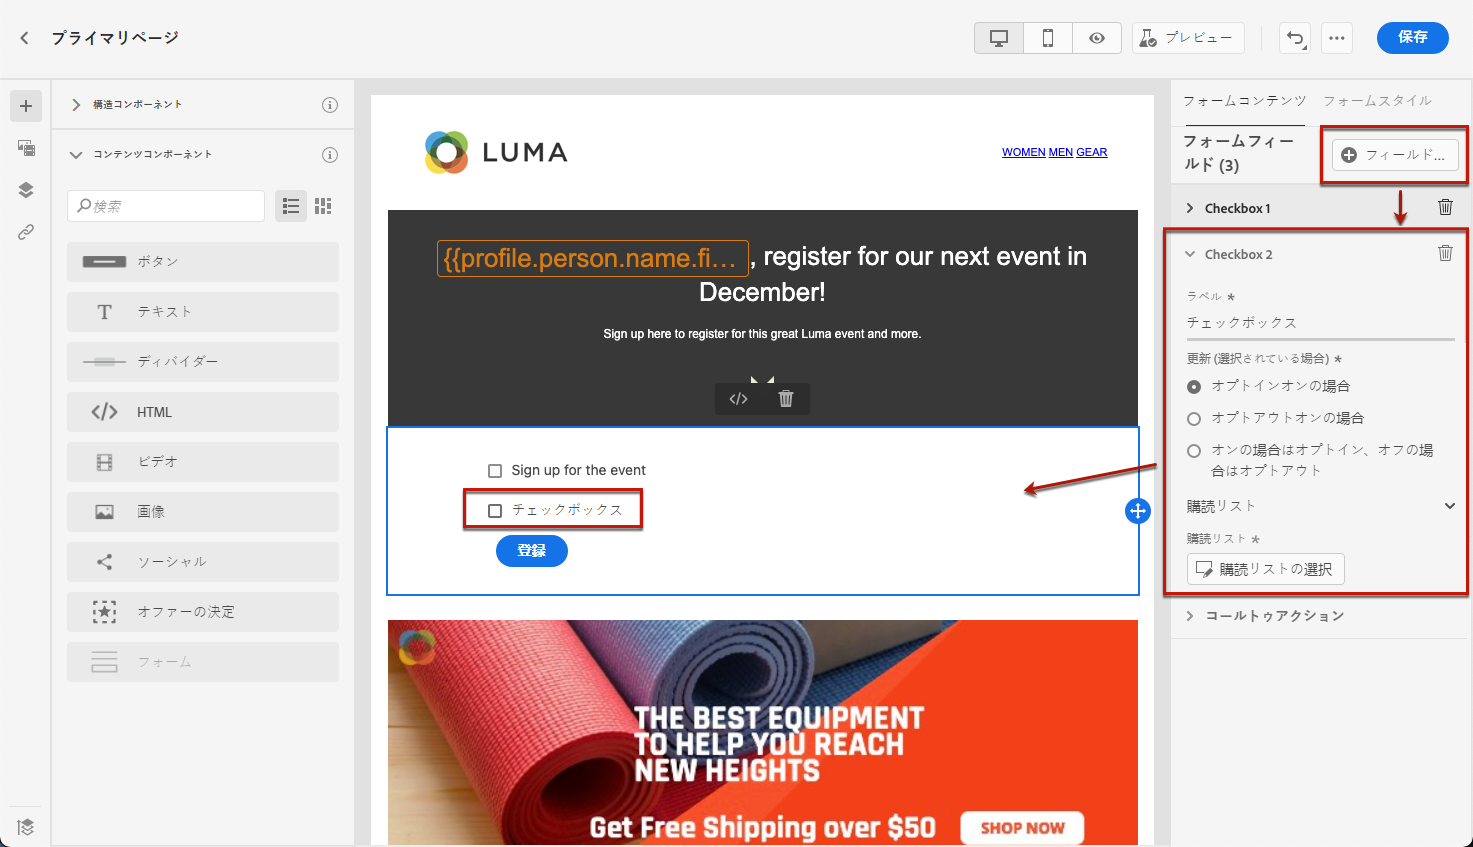 プライマリページ
プレビュー
保存
構造コンポーネント
コンテンツコンポーネント
検索
ボタン
テキスト
ディバイダー
HTML
ビデオ
画像
ソーシャル
オファーの決定
フォーム
LUMA
WOMEN MEN GEAR
{{profile.person.name.fi... , register for our next event in
December!
Sign up here to register for this great Luma event and more.
Sign up for the event
チェックボックス
登録
THE BEST EQUIPMENT
TO HELP YOU REACH
NEW HEIGHTS
Get Free Shipping over $50
SHOP NOW
フォームコンテンツ
フォームスタイル
フォームフィー
ルド (3)
フィールド...
Checkbox 1
Checkbox 2
ラベル *
チェックボックス
更新 (選択されている場合) *
オプトインオンの場合
オプトアウトオンの場合
オンの場合はオプトイン、オフの場
合はオプトアウト
購読リスト
購読リスト *
購読リストの選択
コールトゥアクション